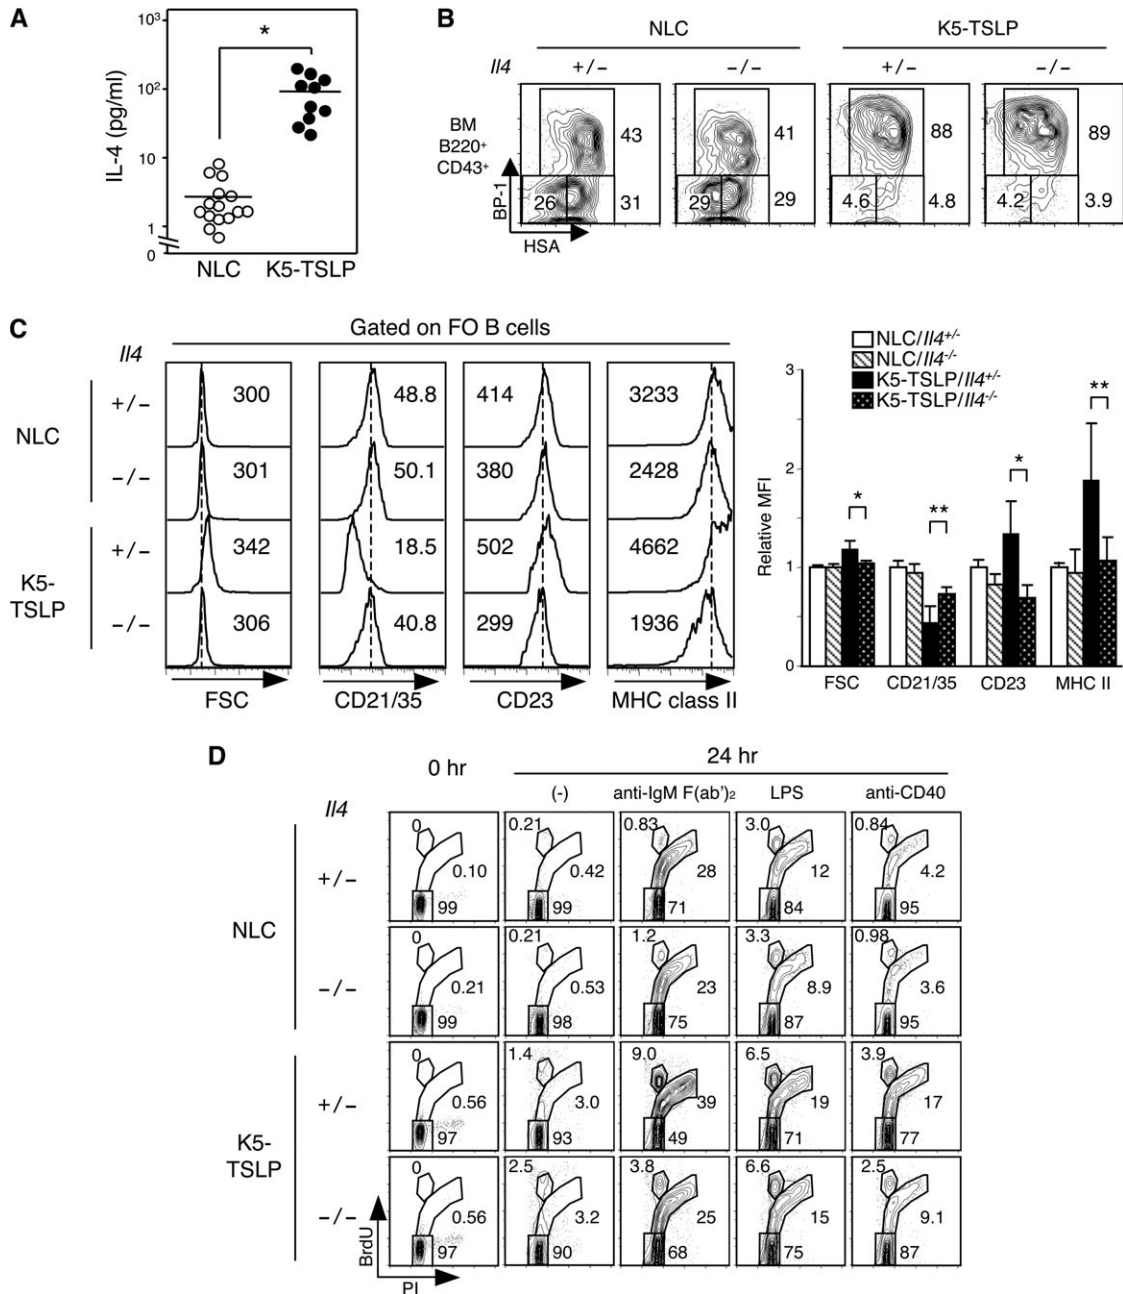 A
10³
10²
10
1
0
IL-4 (pg/ml)
*
NLC K5-TSLP
B
NLC K5-TSLP
Il4 +/− −/− +/− −/−
BM
B220⁺
CD43⁺
BP-1
HSA
43 41 88 89
26 31 29 29 4.6 4.8 4.2 3.9
C
Gated on FO B cells
Il4
NLC
+/− 300 48.8 414 3233
−/− 301 50.1 380 2428
K5-
TSLP
+/− 342 18.5 502 4662
−/− 306 40.8 299 1936
FSC CD21/35 CD23 MHC class II
NLC/Il4⁺/⁻
NLC/Il4⁻/⁻
K5-TSLP/Il4⁺/⁻
K5-TSLP/Il4⁻/⁻
Relative MFI
3
2
1
0
* ** * **
FSC CD21/35 CD23 MHC II
D
0 hr 24 hr
Il4 (-) anti-IgM F(ab')₂ LPS anti-CD40
NLC
+/−
0 0.21 0.83 3.0 0.84
0.10 0.42 28 12 4.2
99 99 71 84 95
−/−
0 0.21 1.2 3.3 0.98
0.21 0.53 23 8.9 3.6
99 98 75 87 95
K5-
TSLP
+/−
0 1.4 9.0 6.5 3.9
0.56 3.0 39 19 17
97 93 49 71 77
−/−
0 2.5 3.8 6.6 2.5
0.56 3.2 25 15 9.1
97 90 68 75 87
BrdU
PI